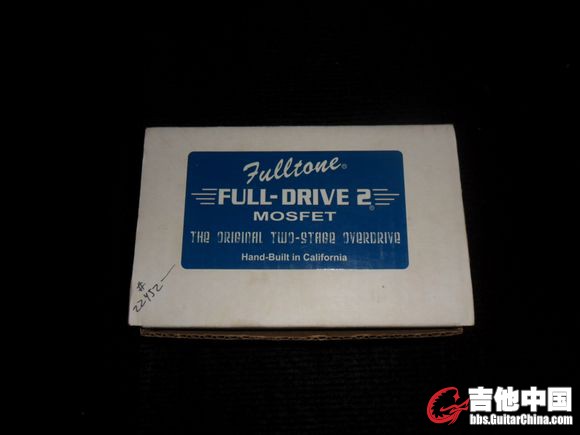 Fulltone®
FULL-DRIVE 2®
MOSFET
THE ORIGINAL TWO-STAGE OVERDRIVE
Hand-Built in California
#
22452
吉他中国
bbs.GuitarChina.com